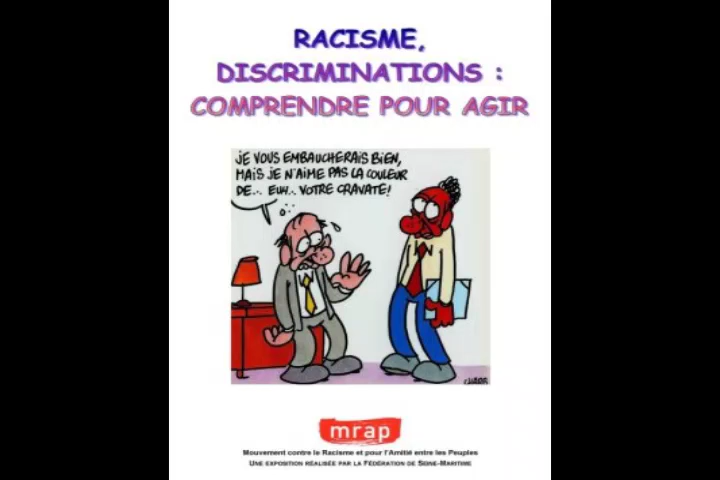 RACISME,
DISCRIMINATIONS :
COMPRENDRE POUR AGIR
JE VOUS EMBAUCHERAIS BIEN,
MAIS JE N'AIME PAS LA COULEUR
DE... EUH... VOTRE CRAVATE!
mrap
Mouvement contre le Racisme et pour l'Amitié entre les Peuples
UNE EXPOSITION RÉALISÉE PAR LA FÉDÉRATION DE SEINE-MARITIME